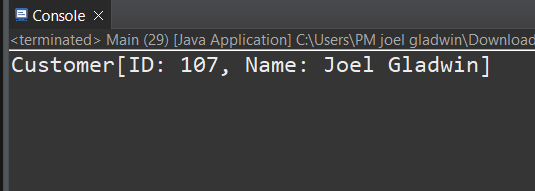 Console
<terminated> Main (29) [Java Application] C:\Users\PM joel gladwin\Download
Customer[ID: 107, Name: Joel Gladwin]